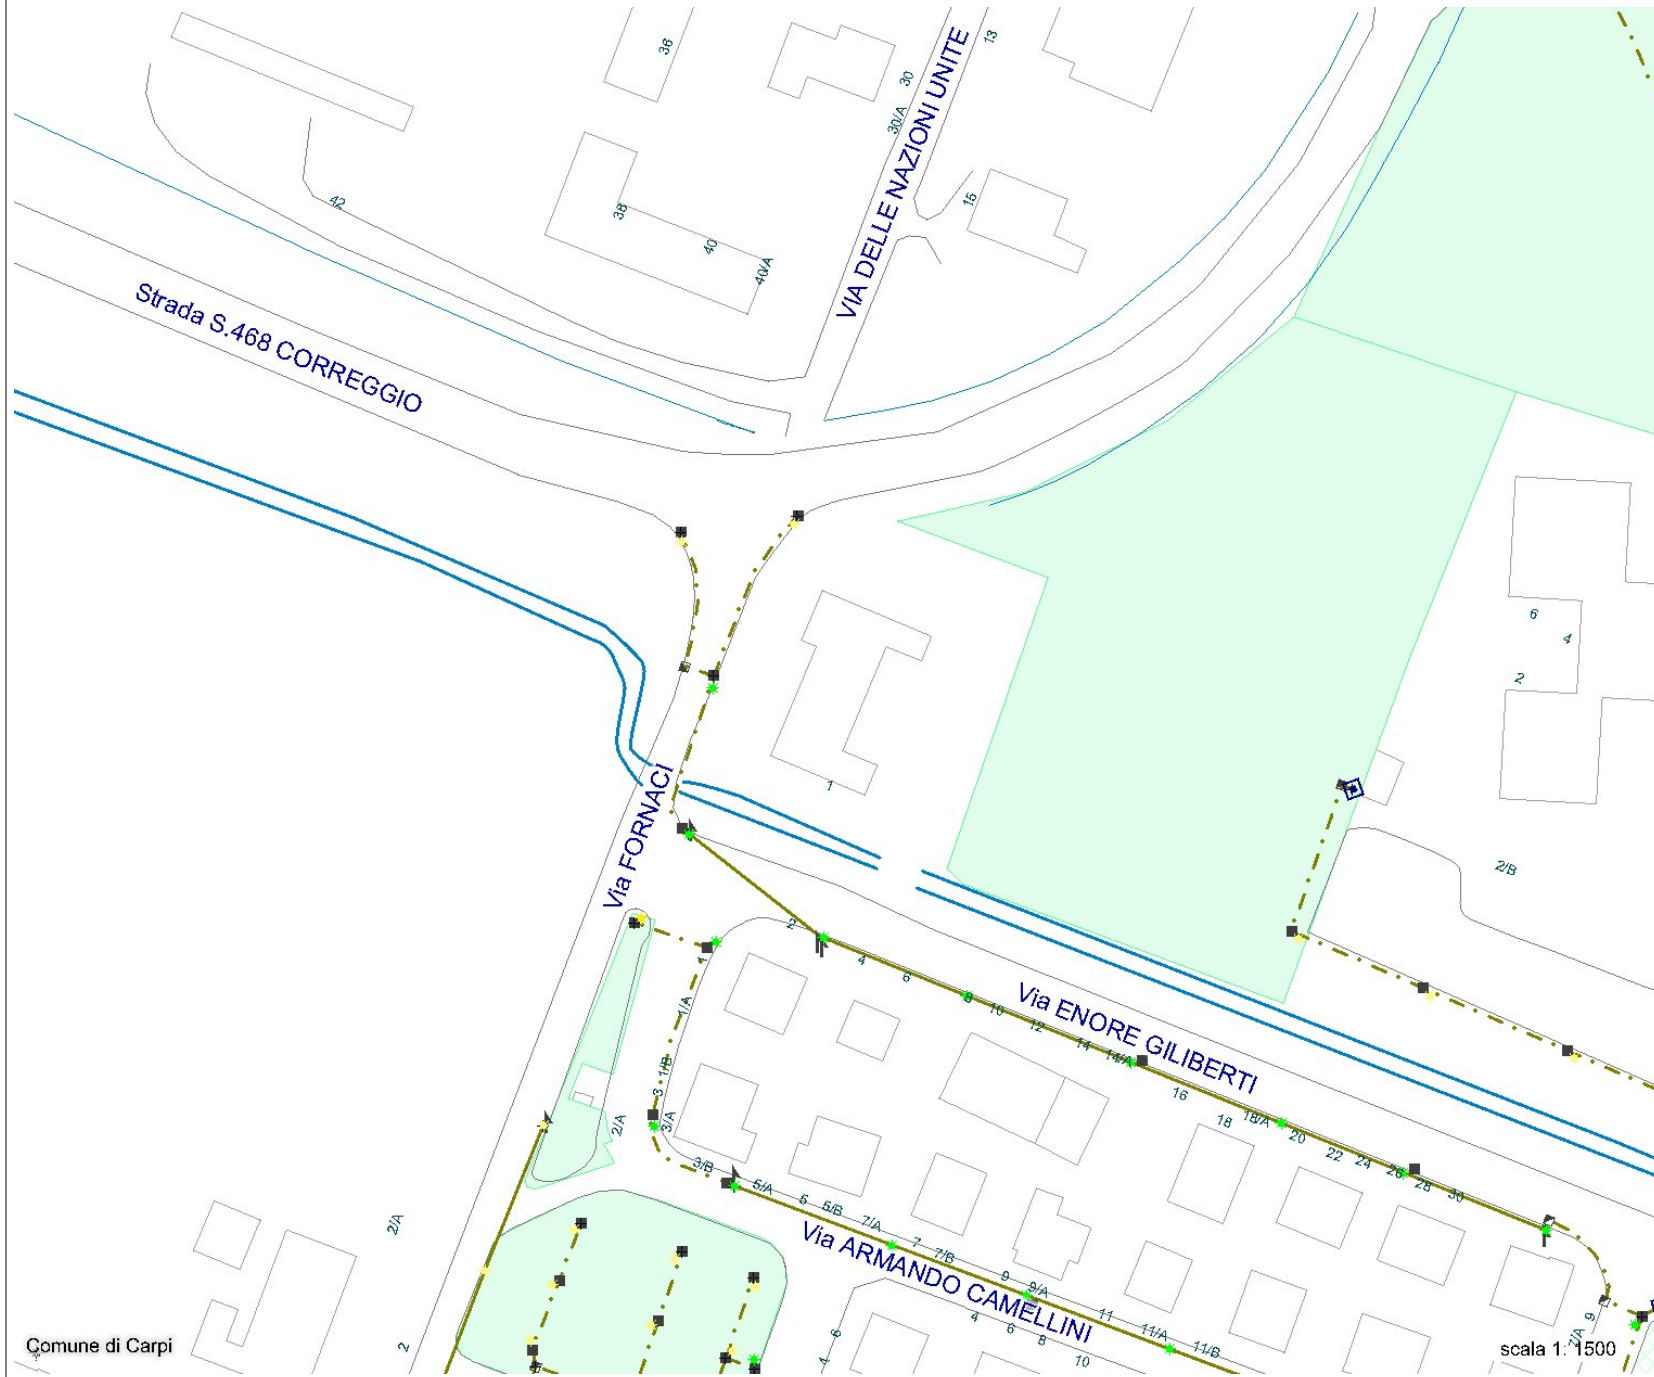 36
13
30
30/A
VIA DELLE NAZIONI UNITE
42
38
15
40
40/A
Strada S.468 CORREGGIO
6
4
2
1
2/B
Via FORNACI
2
1
4
6
8
10
12
14
14/A
Via ENORE GILIBERTI
1/A
1/B
3
3/A
2/A
16
18
18/A
20
22
24
26
28
30
3/B
5/A
5
5/B
7/A
7
7/B
9
9/A
11
11/A
11/B
Via ARMANDO CAMELLINI
2/A
2
4
6
4
6
8
10
9
7/A
Comune di Carpi
scala 1: 1500